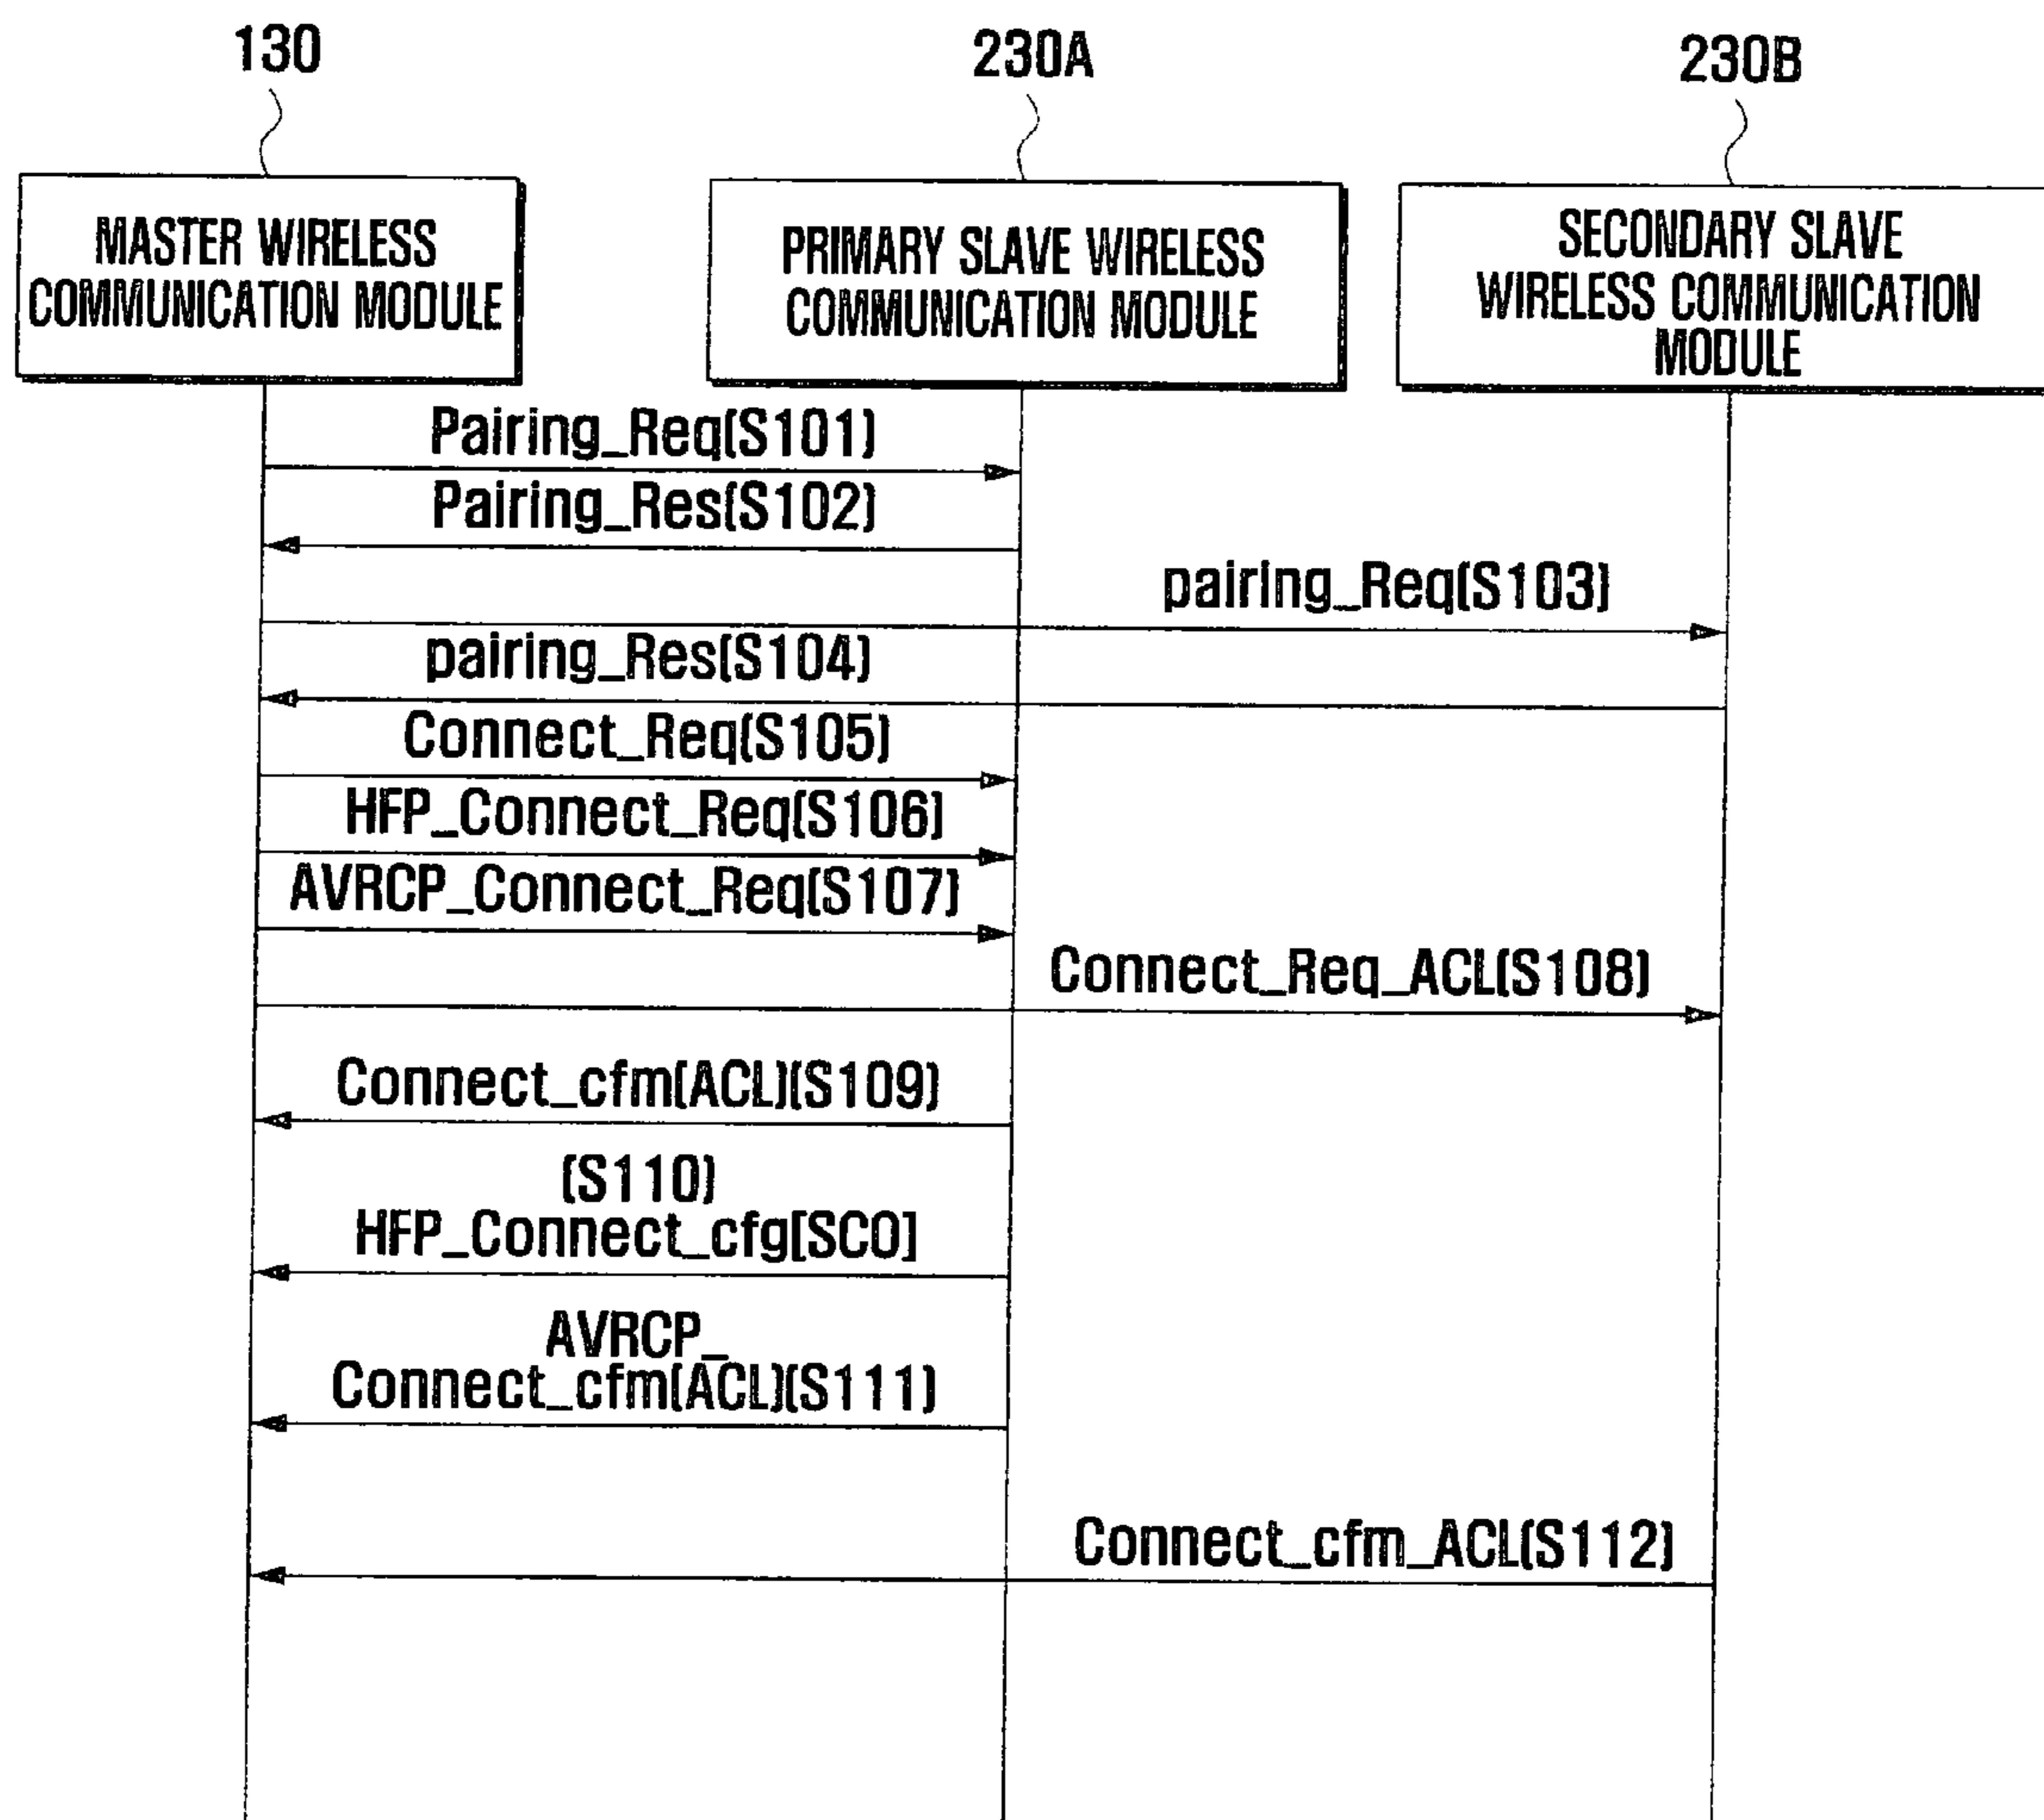 130
230A
230B
MASTER WIRELESS
COMMUNICATION MODULE
PRIMARY SLAVE WIRELESS
COMMUNICATION MODULE
SECONDARY SLAVE
WIRELESS COMMUNICATION
MODULE
Pairing_Req(S101)
Pairing_Res(S102)
pairing_Req(S103)
pairing_Res(S104)
Connect_Req(S105)
HFP_Connect_Req(S106)
AVRCP_Connect_Req(S107)
Connect_Req_ACL(S108)
Connect_cfm(ACL)(S109)
(S110)
HFP_Connect_cfg[SCO]
AVRCP_
Connect_cfm(ACL)(S111)
Connect_cfm_ACL(S112)